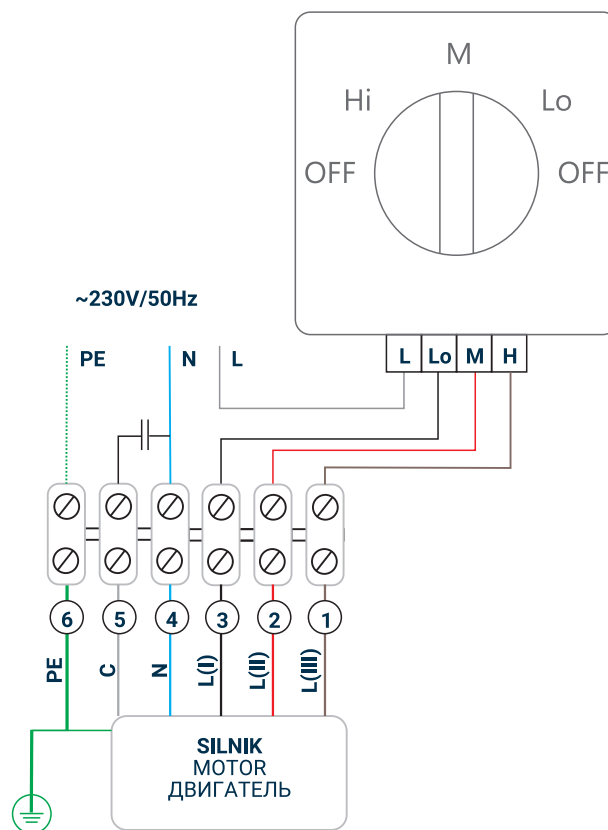 M
Hi Lo
OFF OFF
~230V/50Hz
L Lo M H
PE N L
6 5 4 3 2 1
PE C N L(I) L(II) L(III)
SILNIK
MOTOR
ДВИГАТЕЛЬ